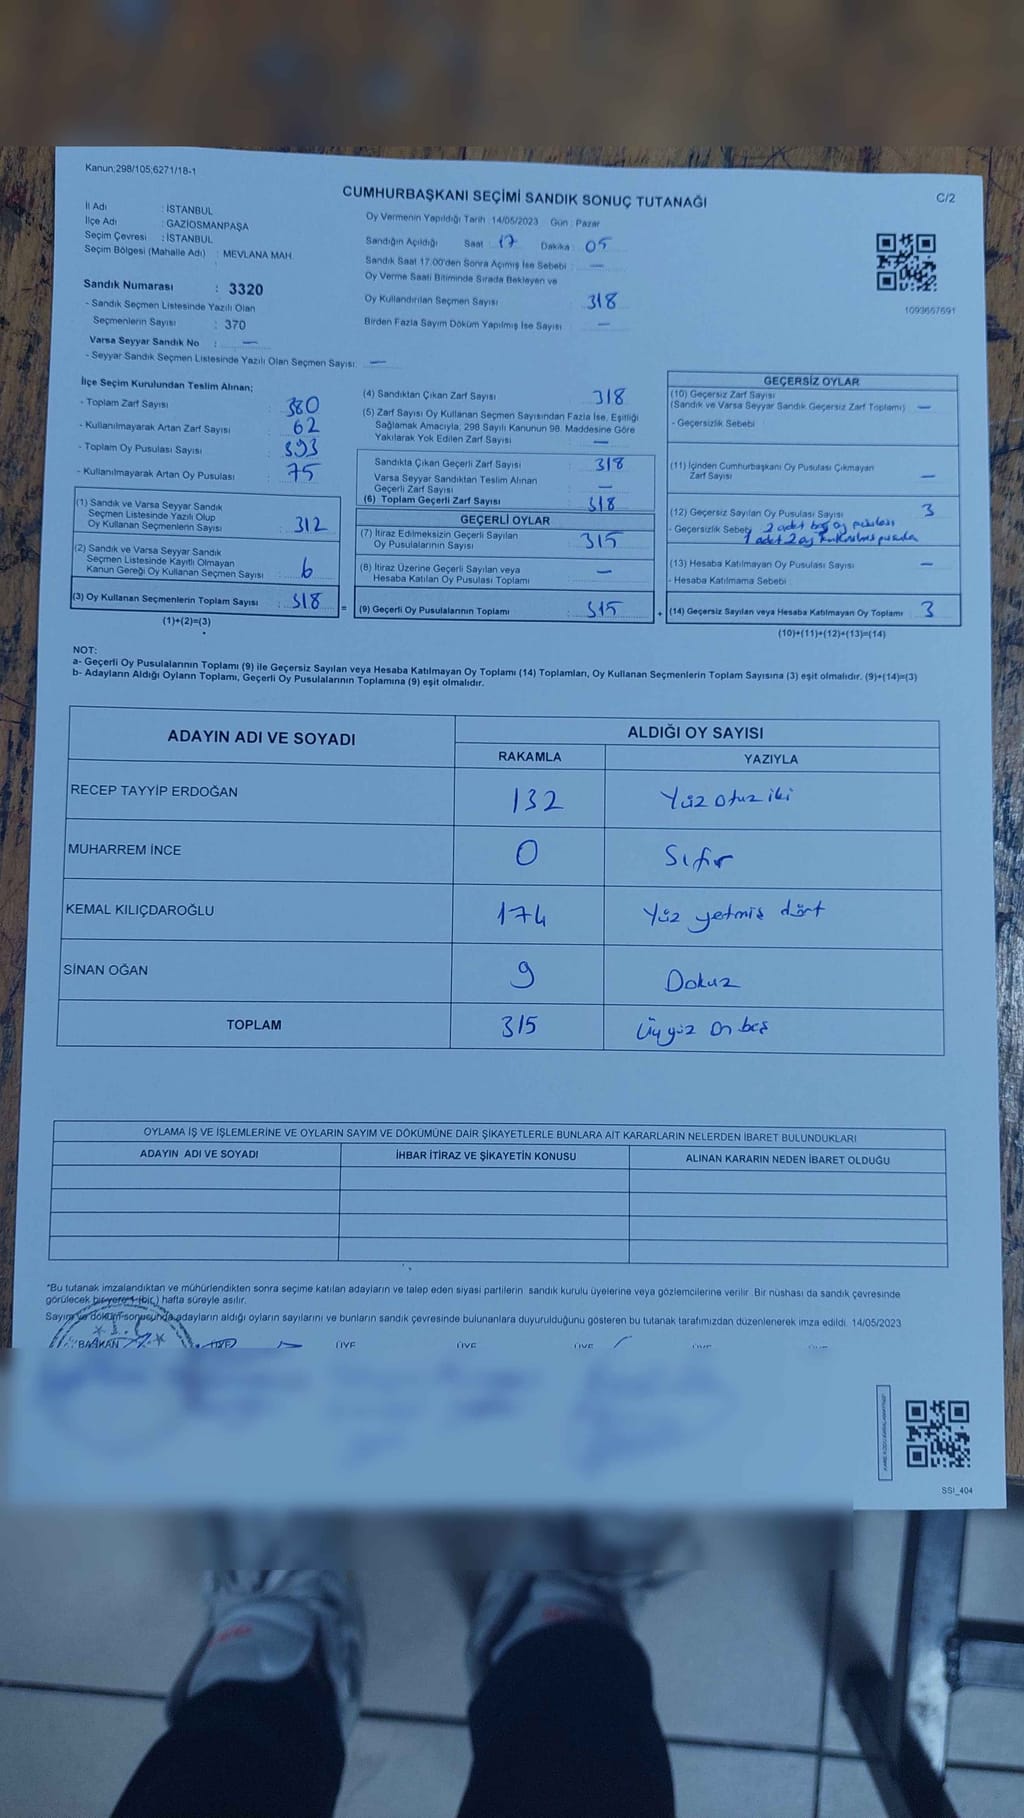 Kanun;298/105;6271/18-1
CUMHURBAŞKANI SEÇİMİ SANDIK SONUÇ TUTANAĞI
C/2
İl Adı : İSTANBUL
İlçe Adı : GAZİOSMANPAŞA
Seçim Çevresi : İSTANBUL
Seçim Bölgesi (Mahalle Adı) : MEVLANA MAH.
Sandık Numarası : 3320
- Sandık Seçmen Listesinde Yazılı Olan
Seçmenlerin Sayısı : 370
Varsa Seyyar Sandık No : —
- Seyyar Sandık Seçmen Listesinde Yazılı Olan Seçmen Sayısı: —
Oy Vermenin Yapıldığı Tarih :14/05/2023 Gün : Pazar
Sandığın Açıldığı Saat : 17 Dakika : 05
Sandık Saat 17.00'den Sonra Açımış İse Sebebi : —
Oy Verme Saati Bitiminde Sırada Bekleyen ve
Oy Kullandırılan Seçmen Sayısı : 318
Birden Fazla Sayım Döküm Yapılmış İse Sayısı : —
1093657691
İlçe Seçim Kurulundan Teslim Alınan;
- Toplam Zarf Sayısı : 380
- Kullanılmayarak Artan Zarf Sayısı : 62
- Toplam Oy Pusulası Sayısı : 393
- Kullanılmayarak Artan Oy Pusulası : 75
(1) Sandık ve Varsa Seyyar Sandık
Seçmen Listesinde Yazılı Olup
Oy Kullanan Seçmenlerin Sayısı : 312
(2) Sandık ve Varsa Seyyar Sandık
Seçmen Listesinde Kayıtlı Olmayan
Kanun Gereği Oy Kullanan Seçmen Sayısı : 6
(3) Oy Kullanan Seçmenlerin Toplam Sayısı : 318
(1)+(2)=(3)
(4) Sandıktan Çıkan Zarf Sayısı : 318
(5) Zarf Sayısı Oy Kullanan Seçmen Sayısından Fazla İse, Eşitliği
Sağlamak Amacıyla, 298 Sayılı Kanunun 98. Maddesine Göre
Yakılarak Yok Edilen Zarf Sayısı : —
Sandıkta Çıkan Geçerli Zarf Sayısı : 318
Varsa Seyyar Sandıktan Teslim Alınan
Geçerli Zarf Sayısı : —
(6) Toplam Geçerli Zarf Sayısı : 318
GEÇERLİ OYLAR
(7) İtiraz Edilmeksizin Geçerli Sayılan
Oy Pusulalarının Sayısı : 315
(8) İtiraz Üzerine Geçerli Sayılan veya
Hesaba Katılan Oy Pusulası Toplamı : —
= (9) Geçerli Oy Pusulalarının Toplamı : 315
GEÇERSİZ OYLAR
(10) Geçersiz Zarf Sayısı
(Sandık ve Varsa Seyyar Sandık Geçersiz Zarf Toplamı) : —
- Geçersizlik Sebebi :
(11) İçinden Cumhurbaşkanı Oy Pusulası Çıkmayan
Zarf Sayısı : —
(12) Geçersiz Sayılan Oy Pusulası Sayısı : 3
- Geçersizlik Sebebi 2 adet boş oy pusulası
1 adet 2 oy kullanılmış pusula
(13) Hesaba Katılmayan Oy Pusulası Sayısı : —
- Hesaba Katılmama Sebebi :
+ (14) Geçersiz Sayılan veya Hesaba Katılmayan Oy Toplamı : 3
(10)+(11)+(12)+(13)=(14)
NOT:
a- Geçerli Oy Pusulalarının Toplamı (9) ile Geçersiz Sayılan veya Hesaba Katılmayan Oy Toplamı (14) Toplamları, Oy Kullanan Seçmenlerin Toplam Sayısına (3) eşit olmalıdır. (9)+(14)=(3)
b- Adayların Aldığı Oyların Toplamı, Geçerli Oy Pusulalarının Toplamına (9) eşit olmalıdır.
ADAYIN ADI VE SOYADI ALDIĞI OY SAYISI
RAKAMLA YAZIYLA
RECEP TAYYİP ERDOĞAN 132 Yüz otuz iki
MUHARREM İNCE 0 Sıfır
KEMAL KILIÇDAROĞLU 174 Yüz yetmiş dört
SİNAN OĞAN 9 Dokuz
TOPLAM 315 Üçyüz on beş
OYLAMA İŞ VE İŞLEMLERİNE VE OYLARIN SAYIM VE DÖKÜMÜNE DAİR ŞİKAYETLERLE BUNLARA AİT KARARLARIN NELERDEN İBARET BULUNDUKLARI
ADAYIN ADI VE SOYADI İHBAR İTİRAZ VE ŞİKAYETİN KONUSU ALINAN KARARIN NEDEN İBARET OLDUĞU
*Bu tutanak imzalandıktan ve mühürlendikten sonra seçime katılan adayların ve talep eden siyasi partilerin sandık kurulu üyelerine veya gözlemcilerine verilir. Bir nüshası da sandık çevresinde
görülecek bir yere 1 (bir) hafta süreyle asılır.
Sayım ve döküm sonucunda adayların aldığı oyların sayılarını ve bunların sandık çevresinde bulunanlara duyurulduğunu gösteren bu tutanak tarafımızdan düzenlenerek imza edildi. 14/05/2023
BAŞKAN ÜYE ÜYE ÜYE ÜYE ÜYE ÜYE
SSI_404